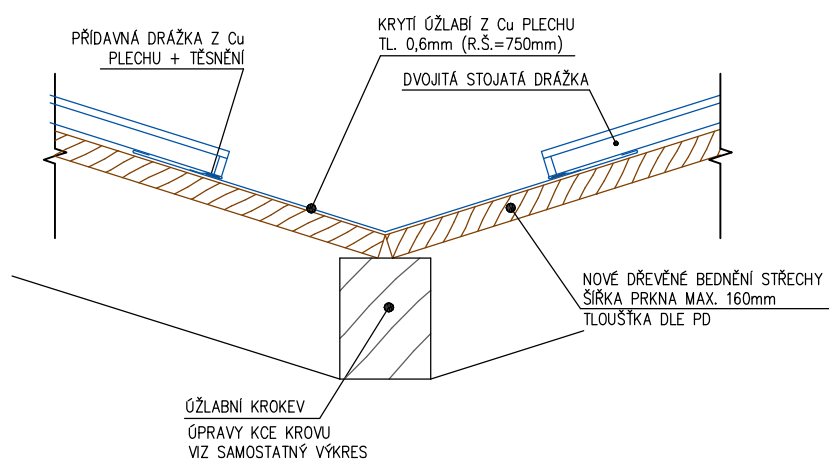 KRYTÍ ÚŽLABÍ Z Cu PLECHU
TL. 0,6mm (R.Š.=750mm)
PŘÍDAVNÁ DRÁŽKA Z Cu
PLECHU + TĚSNĚNÍ
DVOJITÁ STOJATÁ DRÁŽKA
NOVÉ DŘEVĚNÉ BEDNĚNÍ STŘECHY
ŠÍŘKA PRKNA MAX. 160mm
TLOUŠŤKA DLE PD
ÚŽLABNÍ KROKEV
ÚPRAVY KCE KROVU
VIZ SAMOSTATNÝ VÝKRES